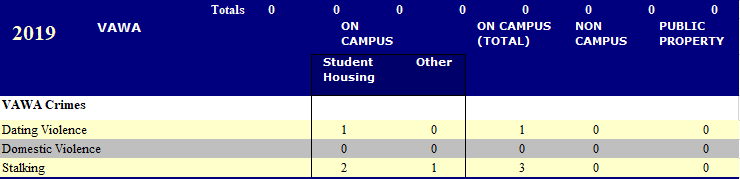 Totals 0 0 0 0 0 0 0
2019 VAWA ON CAMPUS ON CAMPUS (TOTAL) NON CAMPUS PUBLIC PROPERTY
Student Housing Other
VAWA Crimes
Dating Violence 1 0 1 0 0
Domestic Violence 0 0 0 0 0
Stalking 2 1 3 0 0